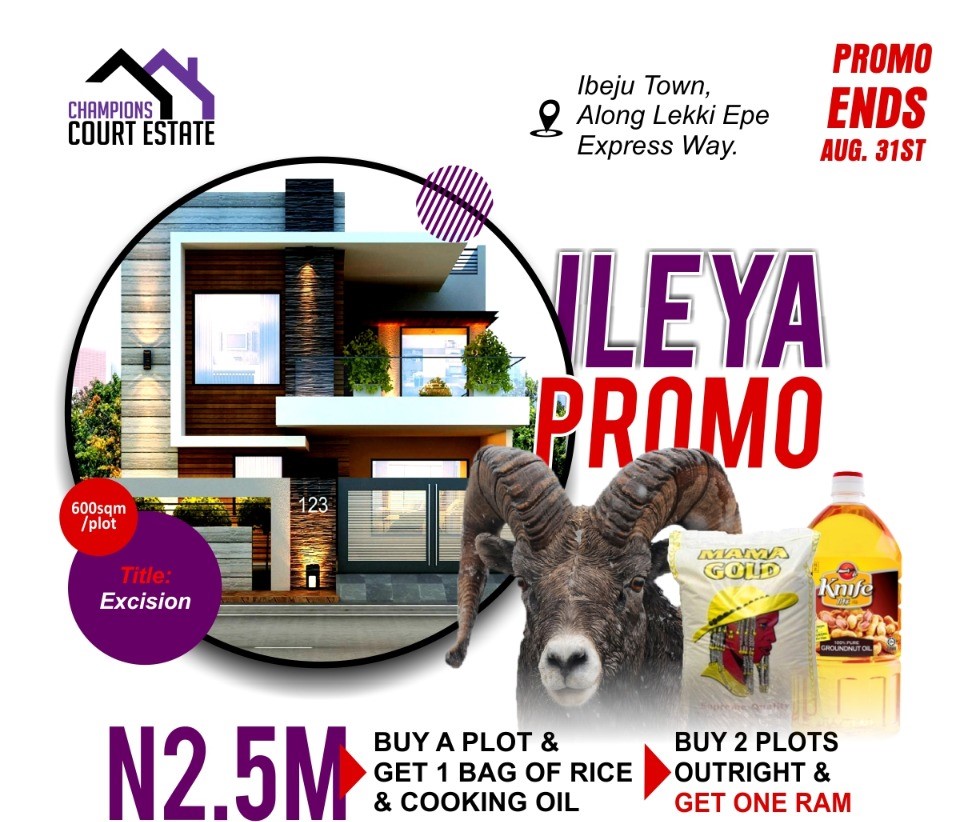 CHAMPIONS
COURT ESTATE
Ibeju Town,
Along Lekki Epe
Express Way.
PROMO
ENDS
AUG. 31ST
ILEYA
PROMO
123
600sqm
/plot
Title:
Excision
MAMA
GOLD
Supreme Quality
Knife
100% PURE
GROUNDNUT OIL
N2.5M
BUY A PLOT &
GET 1 BAG OF RICE
& COOKING OIL
BUY 2 PLOTS
OUTRIGHT &
GET ONE RAM